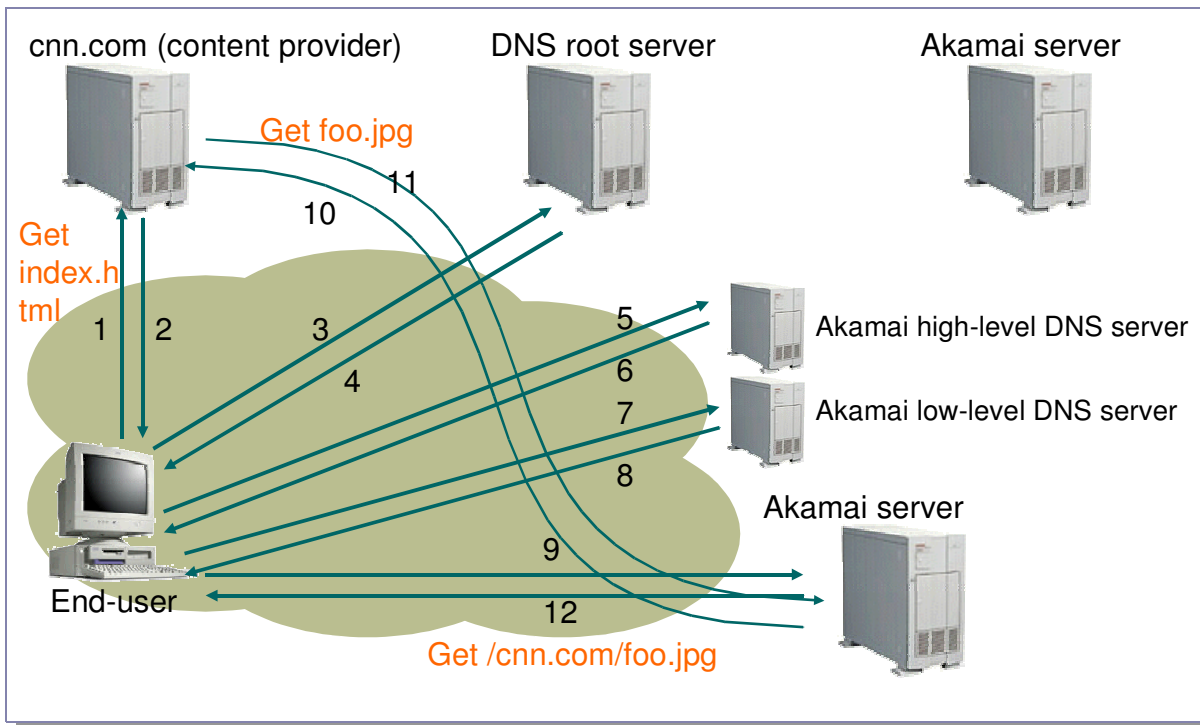 cnn.com (content provider)
DNS root server
Akamai server
Get foo.jpg
11
10
Get
index.h
tml
1
2
3
4
5
6
7
8
Akamai high-level DNS server
Akamai low-level DNS server
Akamai server
9
End-user
12
Get /cnn.com/foo.jpg